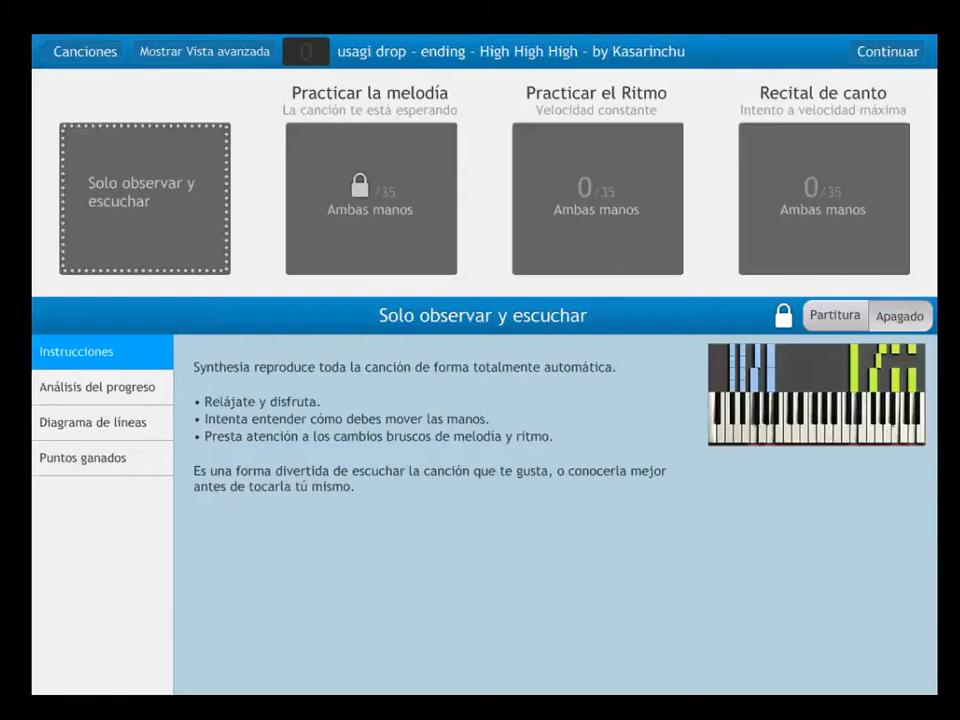 Canciones
Mostrar Vista avanzada
0
usagi drop - ending - High High High - by Kasarinchu
Continuar
Practicar la melodía
La canción te está esperando
Practicar el Ritmo
Velocidad constante
Recital de canto
Intento a velocidad máxima
Solo observar y
escuchar
/35
Ambas manos
0/35
Ambas manos
0/35
Ambas manos
Solo observar y escuchar
Partitura
Apagado
Instrucciones
Análisis del progreso
Diagrama de líneas
Puntos ganados
Synthesia reproduce toda la canción de forma totalmente automática.
• Relájate y disfruta.
• Intenta entender cómo debes mover las manos.
• Presta atención a los cambios bruscos de melodía y ritmo.
Es una forma divertida de escuchar la canción que te gusta, o conocerla mejor
antes de tocarla tú mismo.